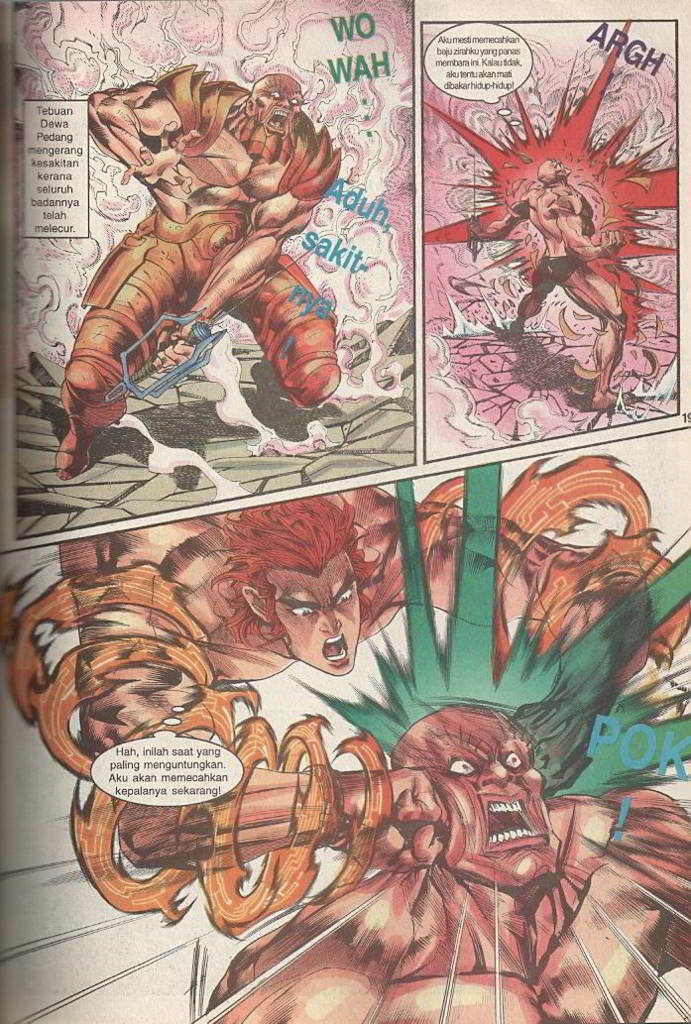 WO
WAH
...
Tebuan
Dewa
Pedang
mengerang
kesakitan
kerana
seluruh
badannya
telah
melecur.
Aduh,
sakit-
nya
!
Aku mesti memecahkan
baju zirahku yang panas
membara ini. Kalau tidak,
aku tentu akan mati
dibakar hidup-hidup!
ARGH
!
19
Hah, inilah saat yang
paling menguntungkan.
Aku akan memecahkan
kepalanya sekarang!
POK
!